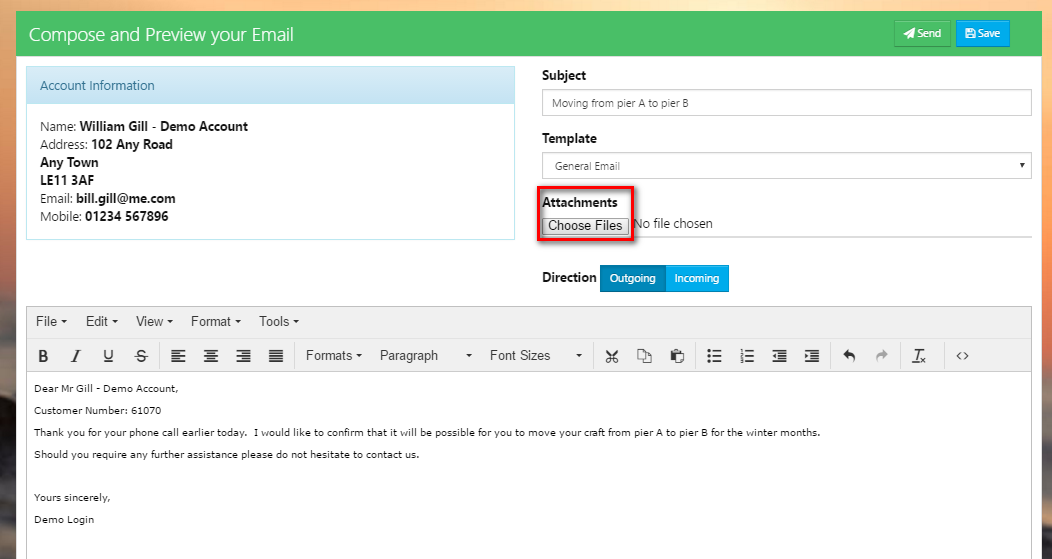 Compose and Preview your Email
Send
Save
Account Information
Name: William Gill - Demo Account
Address: 102 Any Road
Any Town
LE11 3AF
Email: bill.gill@me.com
Mobile: 01234 567896
Subject
Moving from pier A to pier B
Template
General Email
Attachments
Choose Files No file chosen
Direction Outgoing Incoming
File Edit View Format Tools
B I U S Formats Paragraph Font Sizes
Dear Mr Gill - Demo Account,
Customer Number: 61070
Thank you for your phone call earlier today.  I would like to confirm that it will be possible for you to move your craft from pier A to pier B for the winter months.
Should you require any further assistance please do not hesitate to contact us.
Yours sincerely,
Demo Login